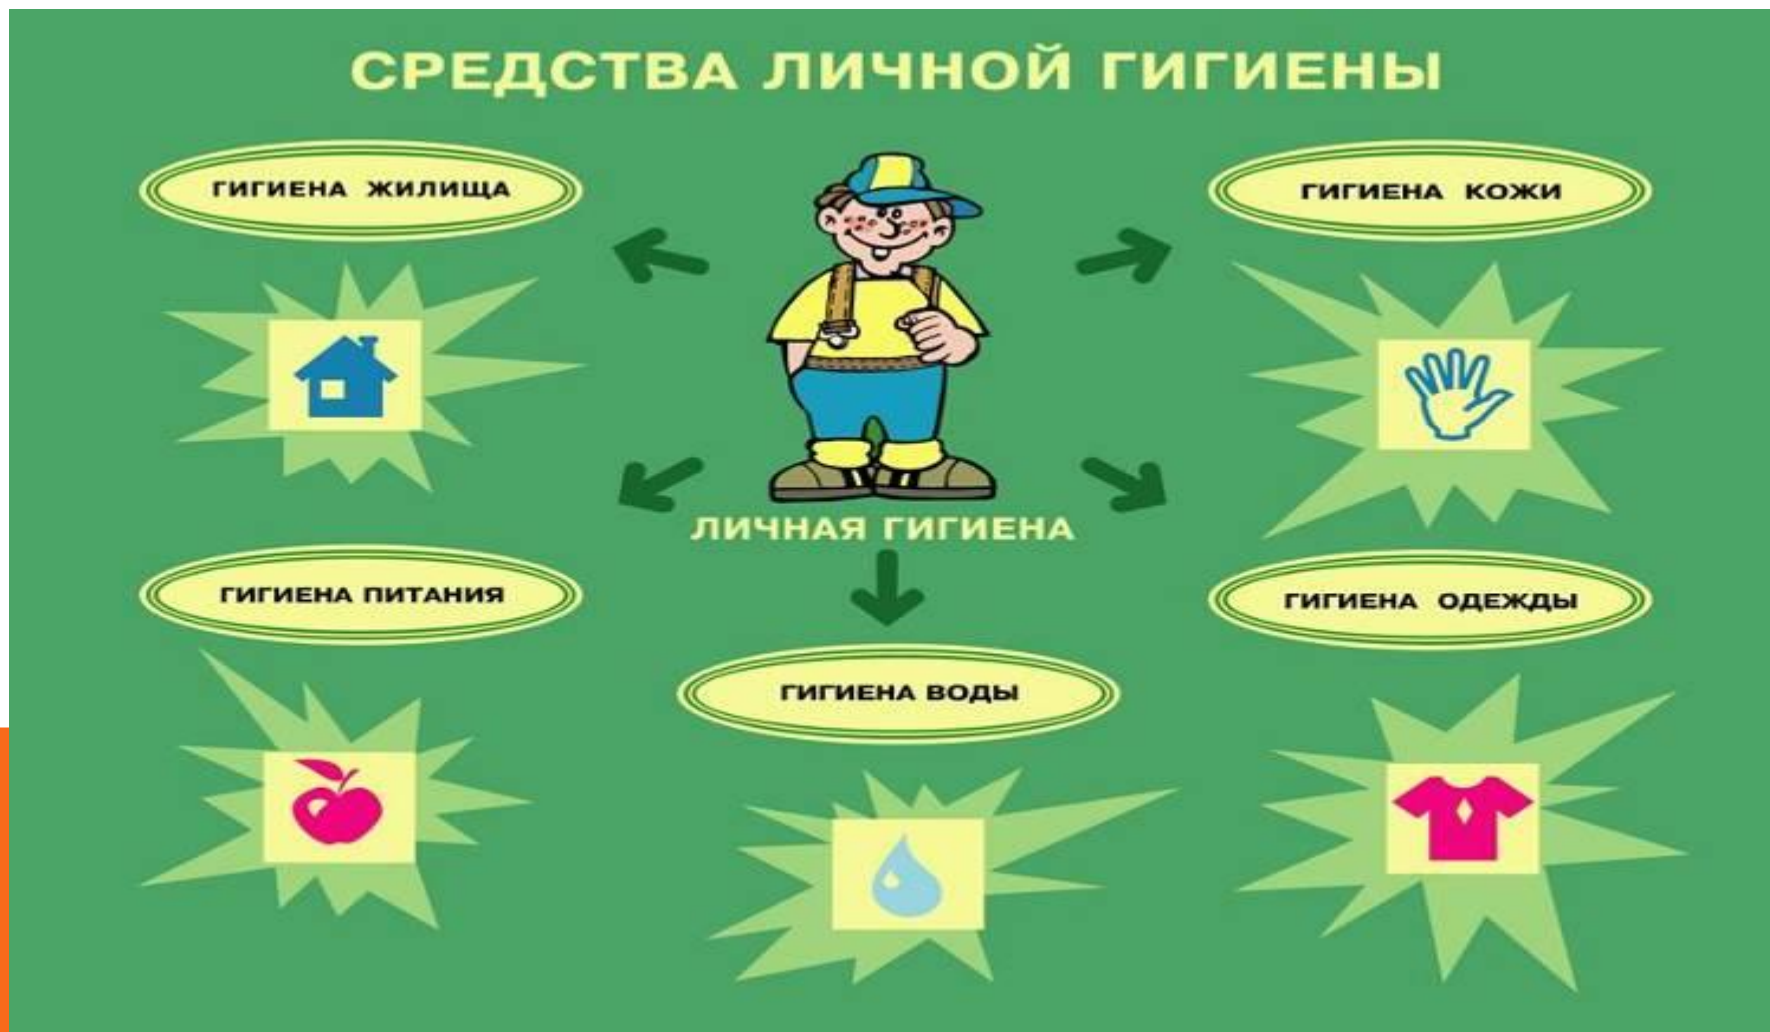 СРЕДСТВА ЛИЧНОЙ ГИГИЕНЫ
ГИГИЕНА ЖИЛИЩА
ГИГИЕНА КОЖИ
ЛИЧНАЯ ГИГИЕНА
ГИГИЕНА ПИТАНИЯ
ГИГИЕНА ОДЕЖДЫ
ГИГИЕНА ВОДЫ